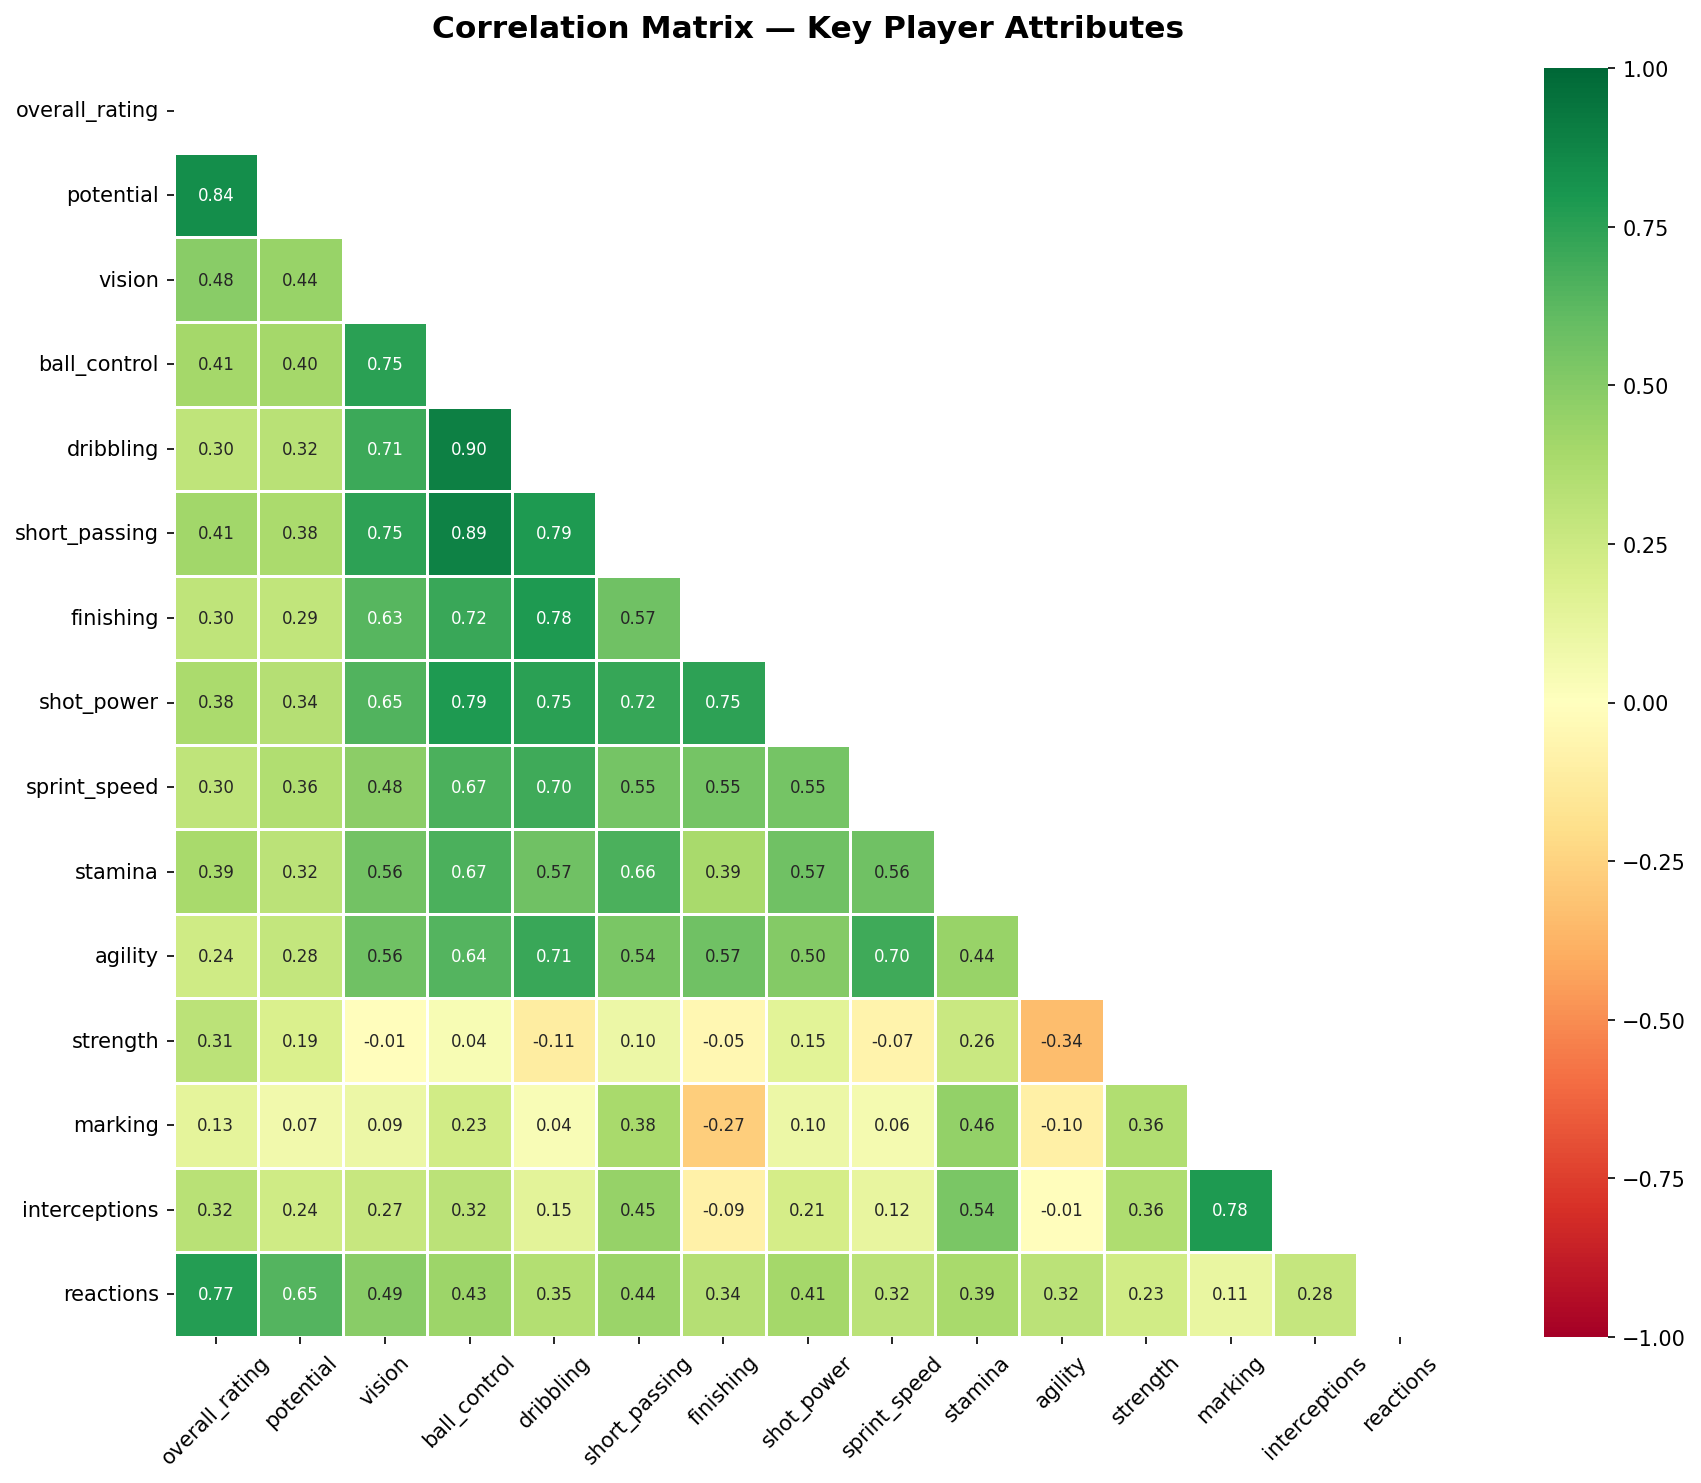 Correlation Matrix — Key Player Attributes
overall_rating
potential 0.84
vision 0.48 0.44
ball_control 0.41 0.40 0.75
dribbling 0.30 0.32 0.71 0.90
short_passing 0.41 0.38 0.75 0.89 0.79
finishing 0.30 0.29 0.63 0.72 0.78 0.57
shot_power 0.38 0.34 0.65 0.79 0.75 0.72 0.75
sprint_speed 0.30 0.36 0.48 0.67 0.70 0.55 0.55 0.55
stamina 0.39 0.32 0.56 0.67 0.57 0.66 0.39 0.57 0.56
agility 0.24 0.28 0.56 0.64 0.71 0.54 0.57 0.50 0.70 0.44
strength 0.31 0.19 -0.01 0.04 -0.11 0.10 -0.05 0.15 -0.07 0.26 -0.34
marking 0.13 0.07 0.09 0.23 0.04 0.38 -0.27 0.10 0.06 0.46 -0.10 0.36
interceptions 0.32 0.24 0.27 0.32 0.15 0.45 -0.09 0.21 0.12 0.54 -0.01 0.36 0.78
reactions 0.77 0.65 0.49 0.43 0.35 0.44 0.34 0.41 0.32 0.39 0.32 0.23 0.11 0.28
overall_rating potential vision ball_control dribbling short_passing finishing shot_power sprint_speed stamina agility strength marking interceptions reactions
1.00
0.75
0.50
0.25
0.00
−0.25
−0.50
−0.75
−1.00